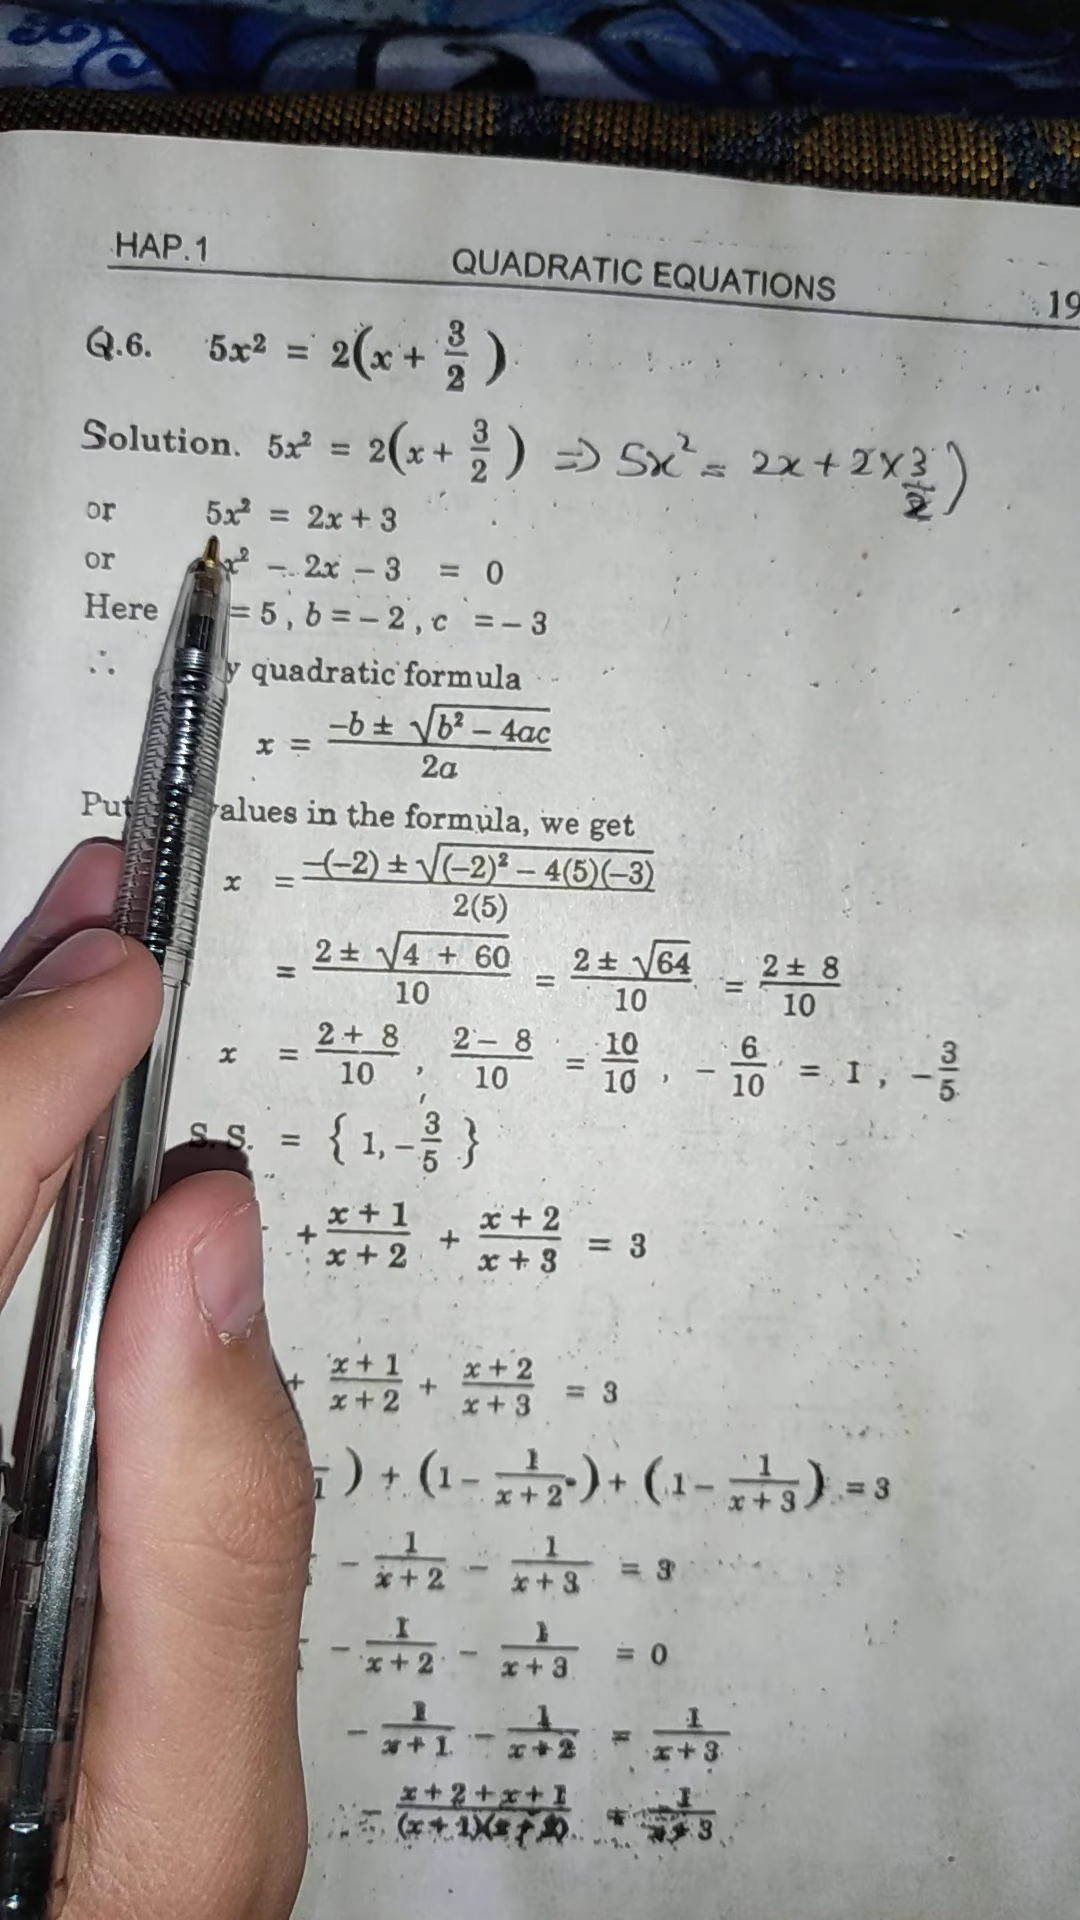 HAP.1 QUADRATIC EQUATIONS 19
Q.6. 5x² = 2(x + 3/2)
Solution. 5x² = 2(x + 3/2) => 5x² = 2x + 2 x 3/2)
or 5x² = 2x + 3
or x² - 2x - 3 = 0
Here = 5 , b = - 2 , c = - 3
∴ y quadratic formula
x = (-b ± √(b² - 4ac))/2a
Put values in the formula, we get
x = (-(-2) ± √((-2)² - 4(5)(-3)))/2(5)
= (2 ± √(4 + 60))/10 = (2 ± √64)/10 = (2 ± 8)/10
x = (2 + 8)/10 , (2 - 8)/10 = 10/10 , - 6/10 = 1 , - 3/5
S.S. = { 1, - 3/5 }
+ (x + 1)/(x + 2) + (x + 2)/(x + 3) = 3
+ (x + 1)/(x + 2) + (x + 2)/(x + 3) = 3
) + (1 - 1/(x + 2)) + (1 - 1/(x + 3)) = 3
- 1/(x + 2) - 1/(x + 3) = 3
- 1/(x + 2) - 1/(x + 3) = 0
- 1/(x + 1) - 1/(x + 2) = 1/(x + 3)
(x + 2 + x + 1)/(x + 1)